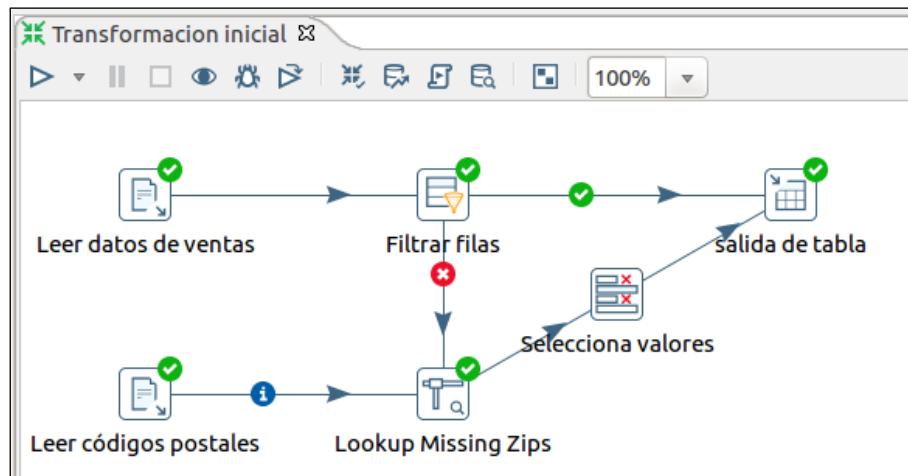 Transformacion inicial
100%
Leer datos de ventas
Filtrar filas
salida de tabla
Selecciona valores
Leer códigos postales
Lookup Missing Zips